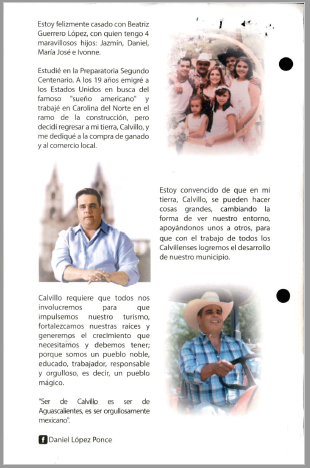 Estoy felizmente casado con Beatriz
Guerrero López, con quien tengo 4
maravillosos hijos: Jazmín, Daniel,
María José e Ivonne.
Estudié en la Preparatoria Segundo
Centenario. A los 19 años emigré a
los Estados Unidos en busca del
famoso "sueño americano" y
trabajé en Carolina del Norte en el
ramo de la construcción, pero
decidí regresar a mi tierra, Calvillo, y
me dediqué a la compra de ganado
y al comercio local.
Estoy convencido de que en mi
tierra, Calvillo, se pueden hacer
cosas grandes, cambiando la
forma de ver nuestro entorno,
apoyándonos unos a otros, para
que con el trabajo de todos los
Calvillenses logremos el desarrollo
de nuestro municipio.
Calvillo requiere que todos nos
involucremos para que
impulsemos nuestro turismo,
fortalezcamos nuestras raíces y
generemos el crecimiento que
necesitamos y debemos tener;
porque somos un pueblo noble,
educado, trabajador, responsable
y orgulloso, es decir, un pueblo
mágico.
"Ser de Calvillo es ser de
Aguascalientes, es ser orgullosamente
mexicano".
Daniel López Ponce